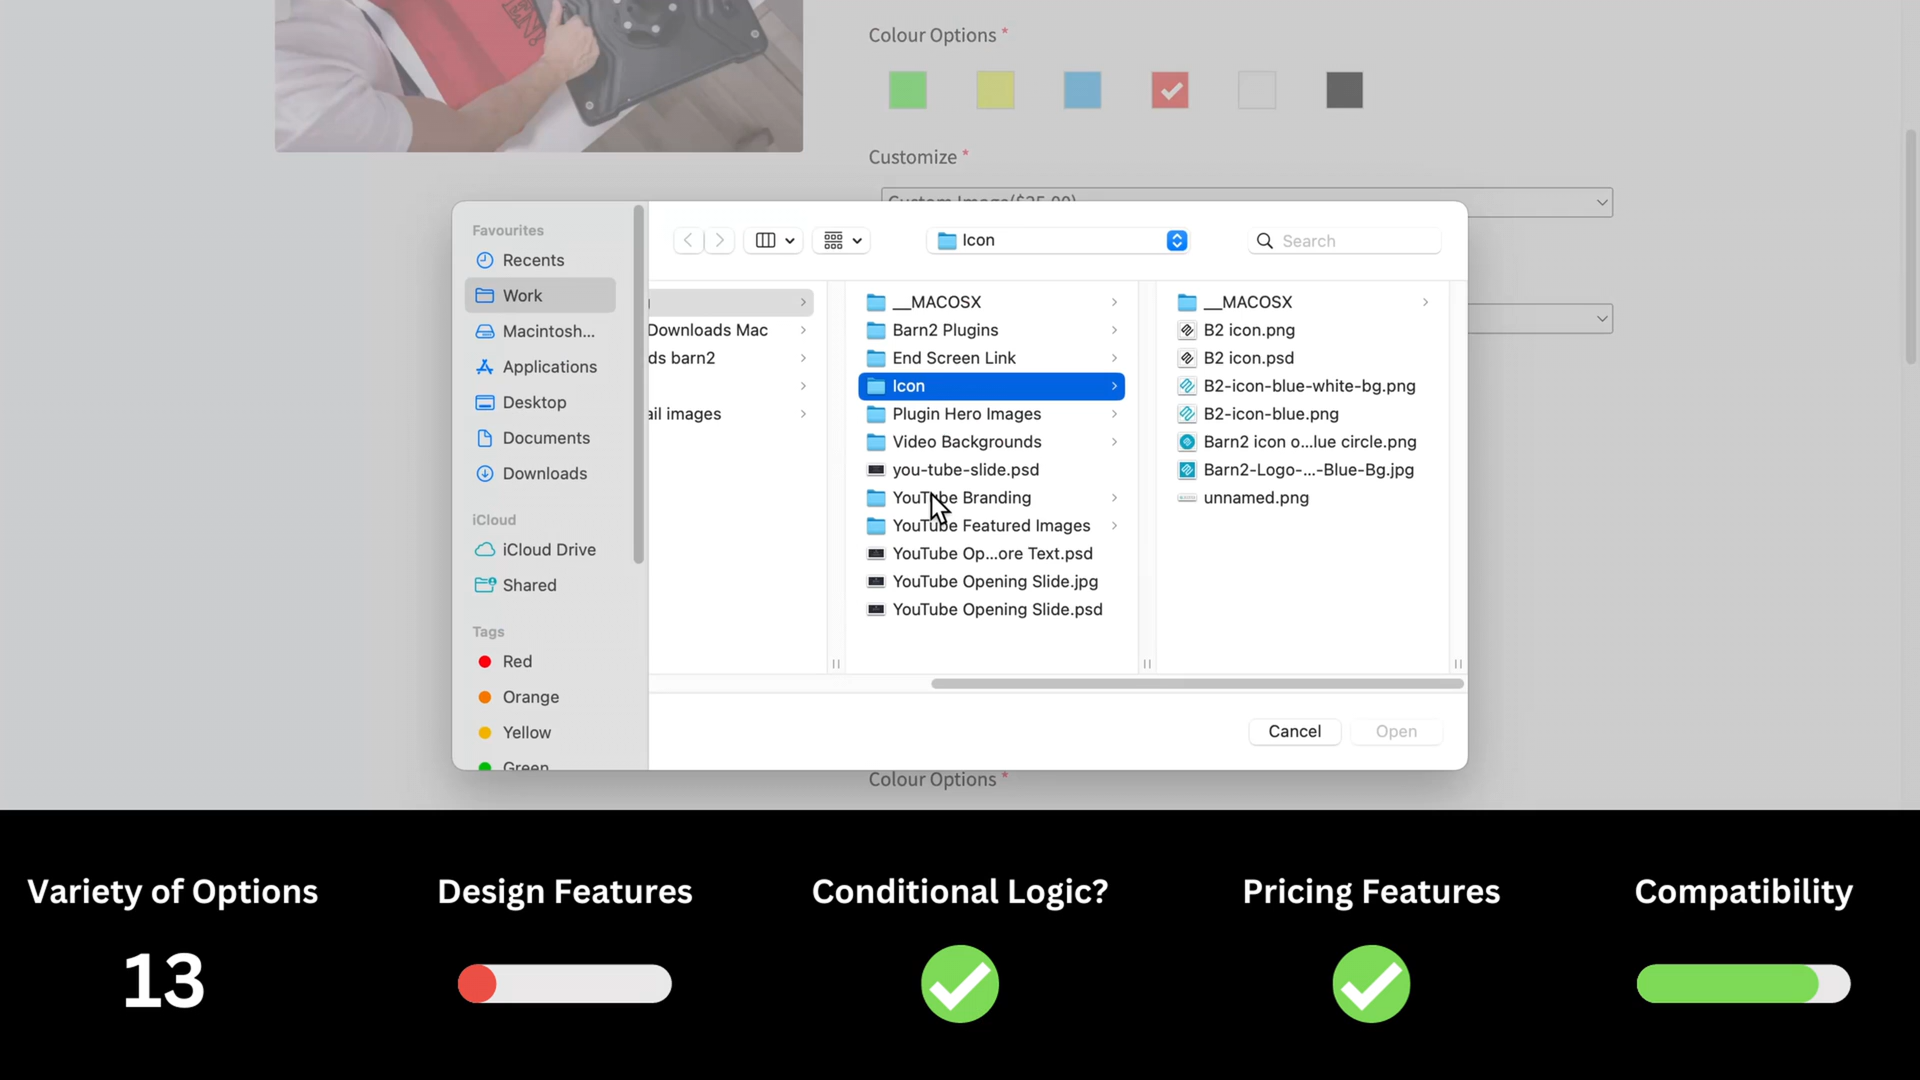 Colour Options *
Customize *
Custom Image($25.00)
Favourites
Recents
Work
Macintosh...
Applications
Desktop
Documents
Downloads
iCloud
iCloud Drive
Shared
Tags
Red
Orange
Yellow
Green
Icon
Search
Downloads Mac
ds barn2
ail images
__MACOSX
Barn2 Plugins
End Screen Link
Icon
Plugin Hero Images
Video Backgrounds
you-tube-slide.psd
YouTube Branding
YouTube Featured Images
YouTube Op...ore Text.psd
YouTube Opening Slide.jpg
YouTube Opening Slide.psd
__MACOSX
B2 icon.png
B2 icon.psd
B2-icon-blue-white-bg.png
B2-icon-blue.png
Barn2 icon o...lue circle.png
Barn2-Logo-...-Blue-Bg.jpg
unnamed.png
Cancel
Open
Colour Options *
Variety of Options
13
Design Features
Conditional Logic?
Pricing Features
Compatibility